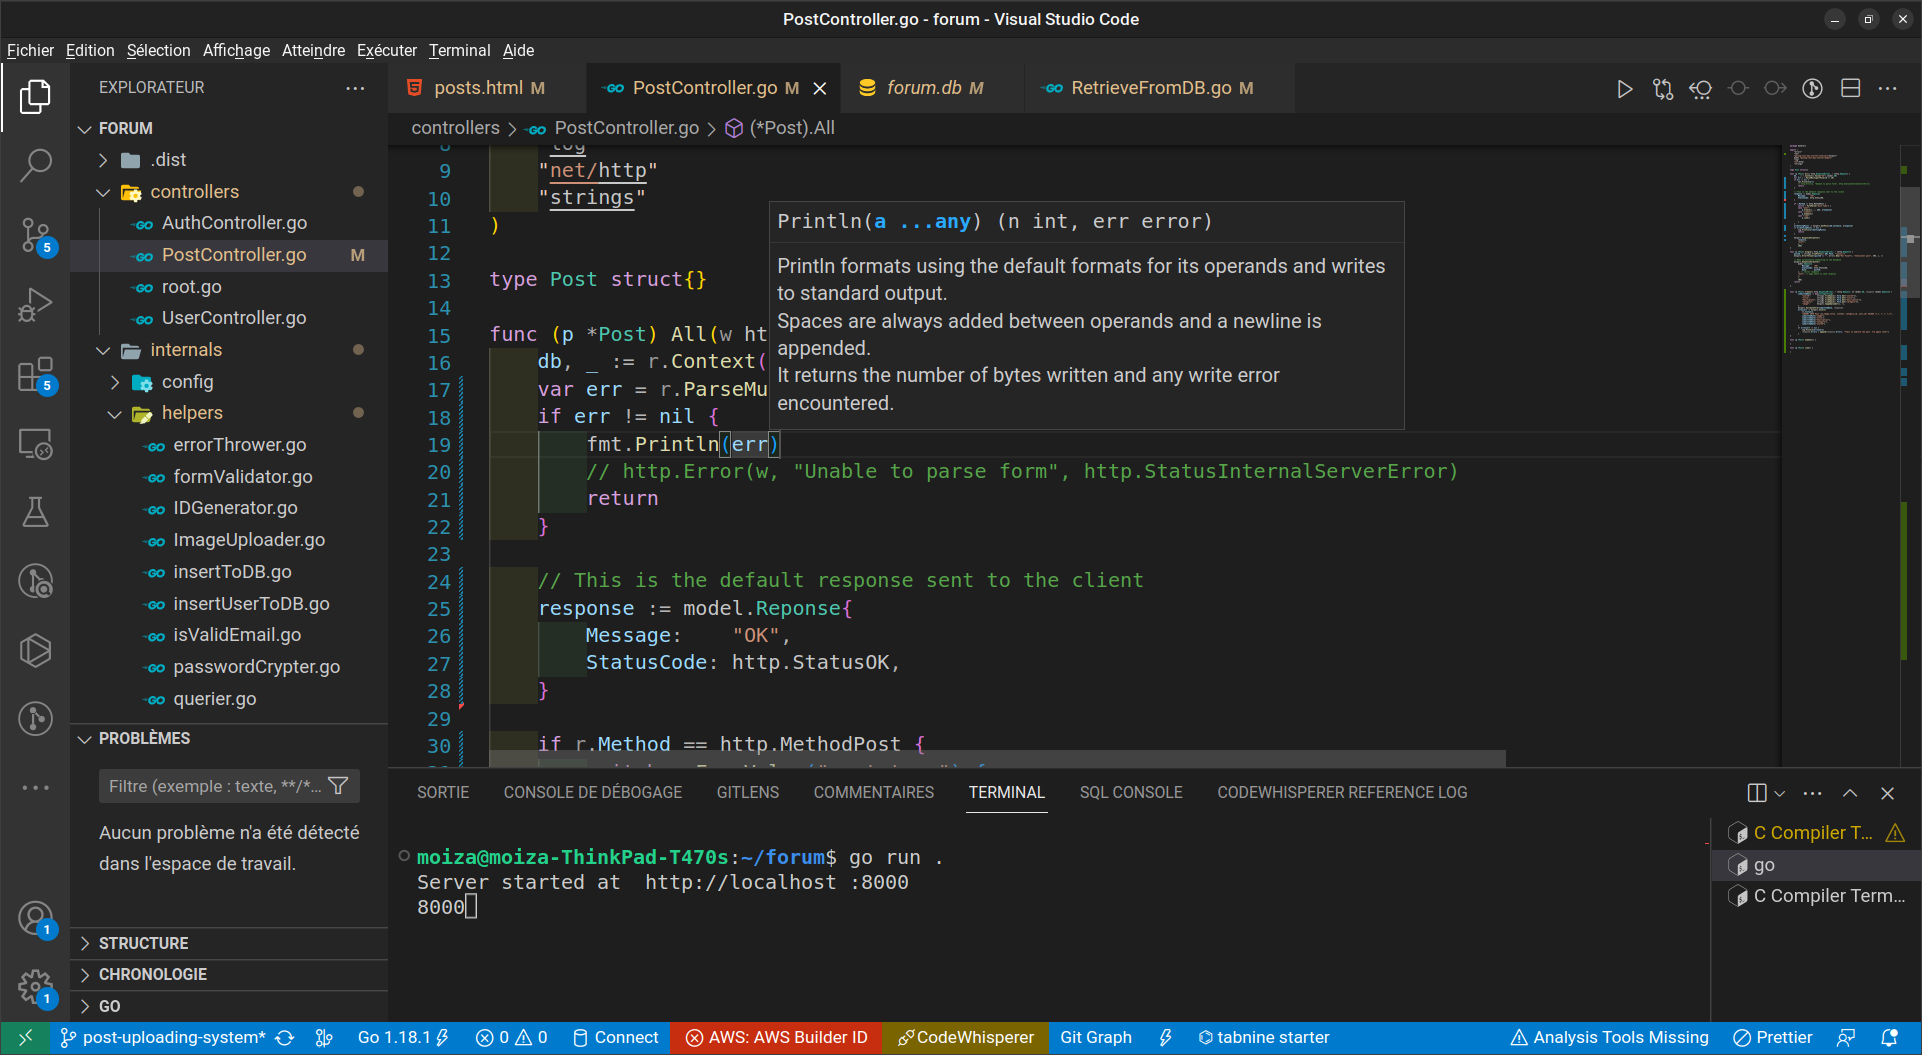 PostController.go - forum - Visual Studio Code
Fichier Edition Sélection Affichage Atteindre Exécuter Terminal Aide
EXPLORATEUR
FORUM
.dist
controllers
AuthController.go
PostController.go M
root.go
UserController.go
internals
config
helpers
errorThrower.go
formValidator.go
IDGenerator.go
ImageUploader.go
insertToDB.go
insertUserToDB.go
isValidEmail.go
passwordCrypter.go
querier.go
PROBLÈMES
Filtre (exemple : texte, **/*...
Aucun problème n'a été détecté
dans l'espace de travail.
STRUCTURE
CHRONOLOGIE
GO
5
5
1
1
posts.html M
PostController.go M
forum.db M
RetrieveFromDB.go M
controllers > PostController.go > (*Post).All
8 log
9 "net/http"
10 "strings"
11 )
12
13 type Post struct{}
14
15 func (p *Post) All(w ht
16 db, _ := r.Context(
17 var err = r.ParseMu
18 if err != nil {
19 fmt.Println(err)
20 // http.Error(w, "Unable to parse form", http.StatusInternalServerError)
21 return
22 }
23
24 // This is the default response sent to the client
25 response := model.Reponse{
26 Message: "OK",
27 StatusCode: http.StatusOK,
28 }
29
30 if r.Method == http.MethodPost {
Println(a ...any) (n int, err error)
Println formats using the default formats for its operands and writes
to standard output.
Spaces are always added between operands and a newline is
appended.
It returns the number of bytes written and any write error
encountered.
SORTIE CONSOLE DE DÉBOGAGE GITLENS COMMENTAIRES TERMINAL SQL CONSOLE CODEWHISPERER REFERENCE LOG
moiza@moiza-ThinkPad-T470s:~/forum$ go run .
Server started at  http://localhost :8000
8000
C Compiler T...
go
C Compiler Term...
post-uploading-system* Go 1.18.1 0 0 Connect AWS: AWS Builder ID CodeWhisperer Git Graph tabnine starter Analysis Tools Missing Prettier